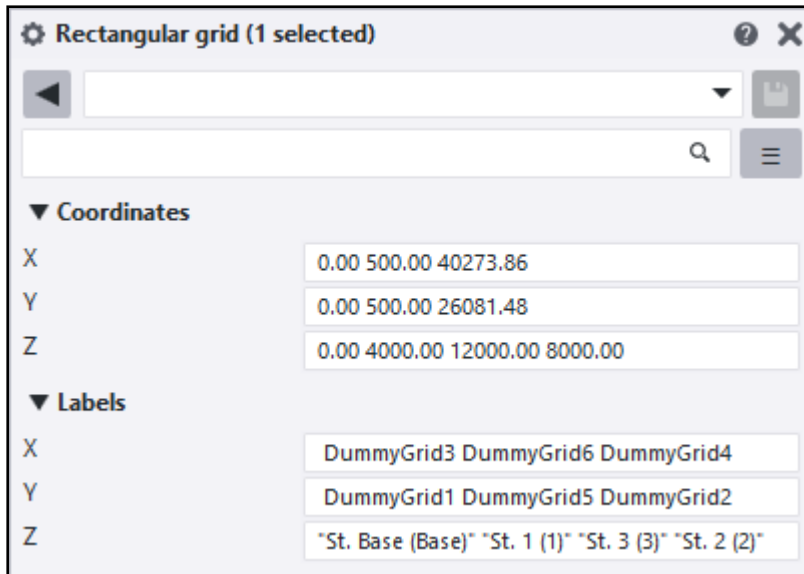 Rectangular grid (1 selected)
Coordinates
X 0.00 500.00 40273.86
Y 0.00 500.00 26081.48
Z 0.00 4000.00 12000.00 8000.00
Labels
X DummyGrid3 DummyGrid6 DummyGrid4
Y DummyGrid1 DummyGrid5 DummyGrid2
Z "St. Base (Base)" "St. 1 (1)" "St. 3 (3)" "St. 2 (2)"